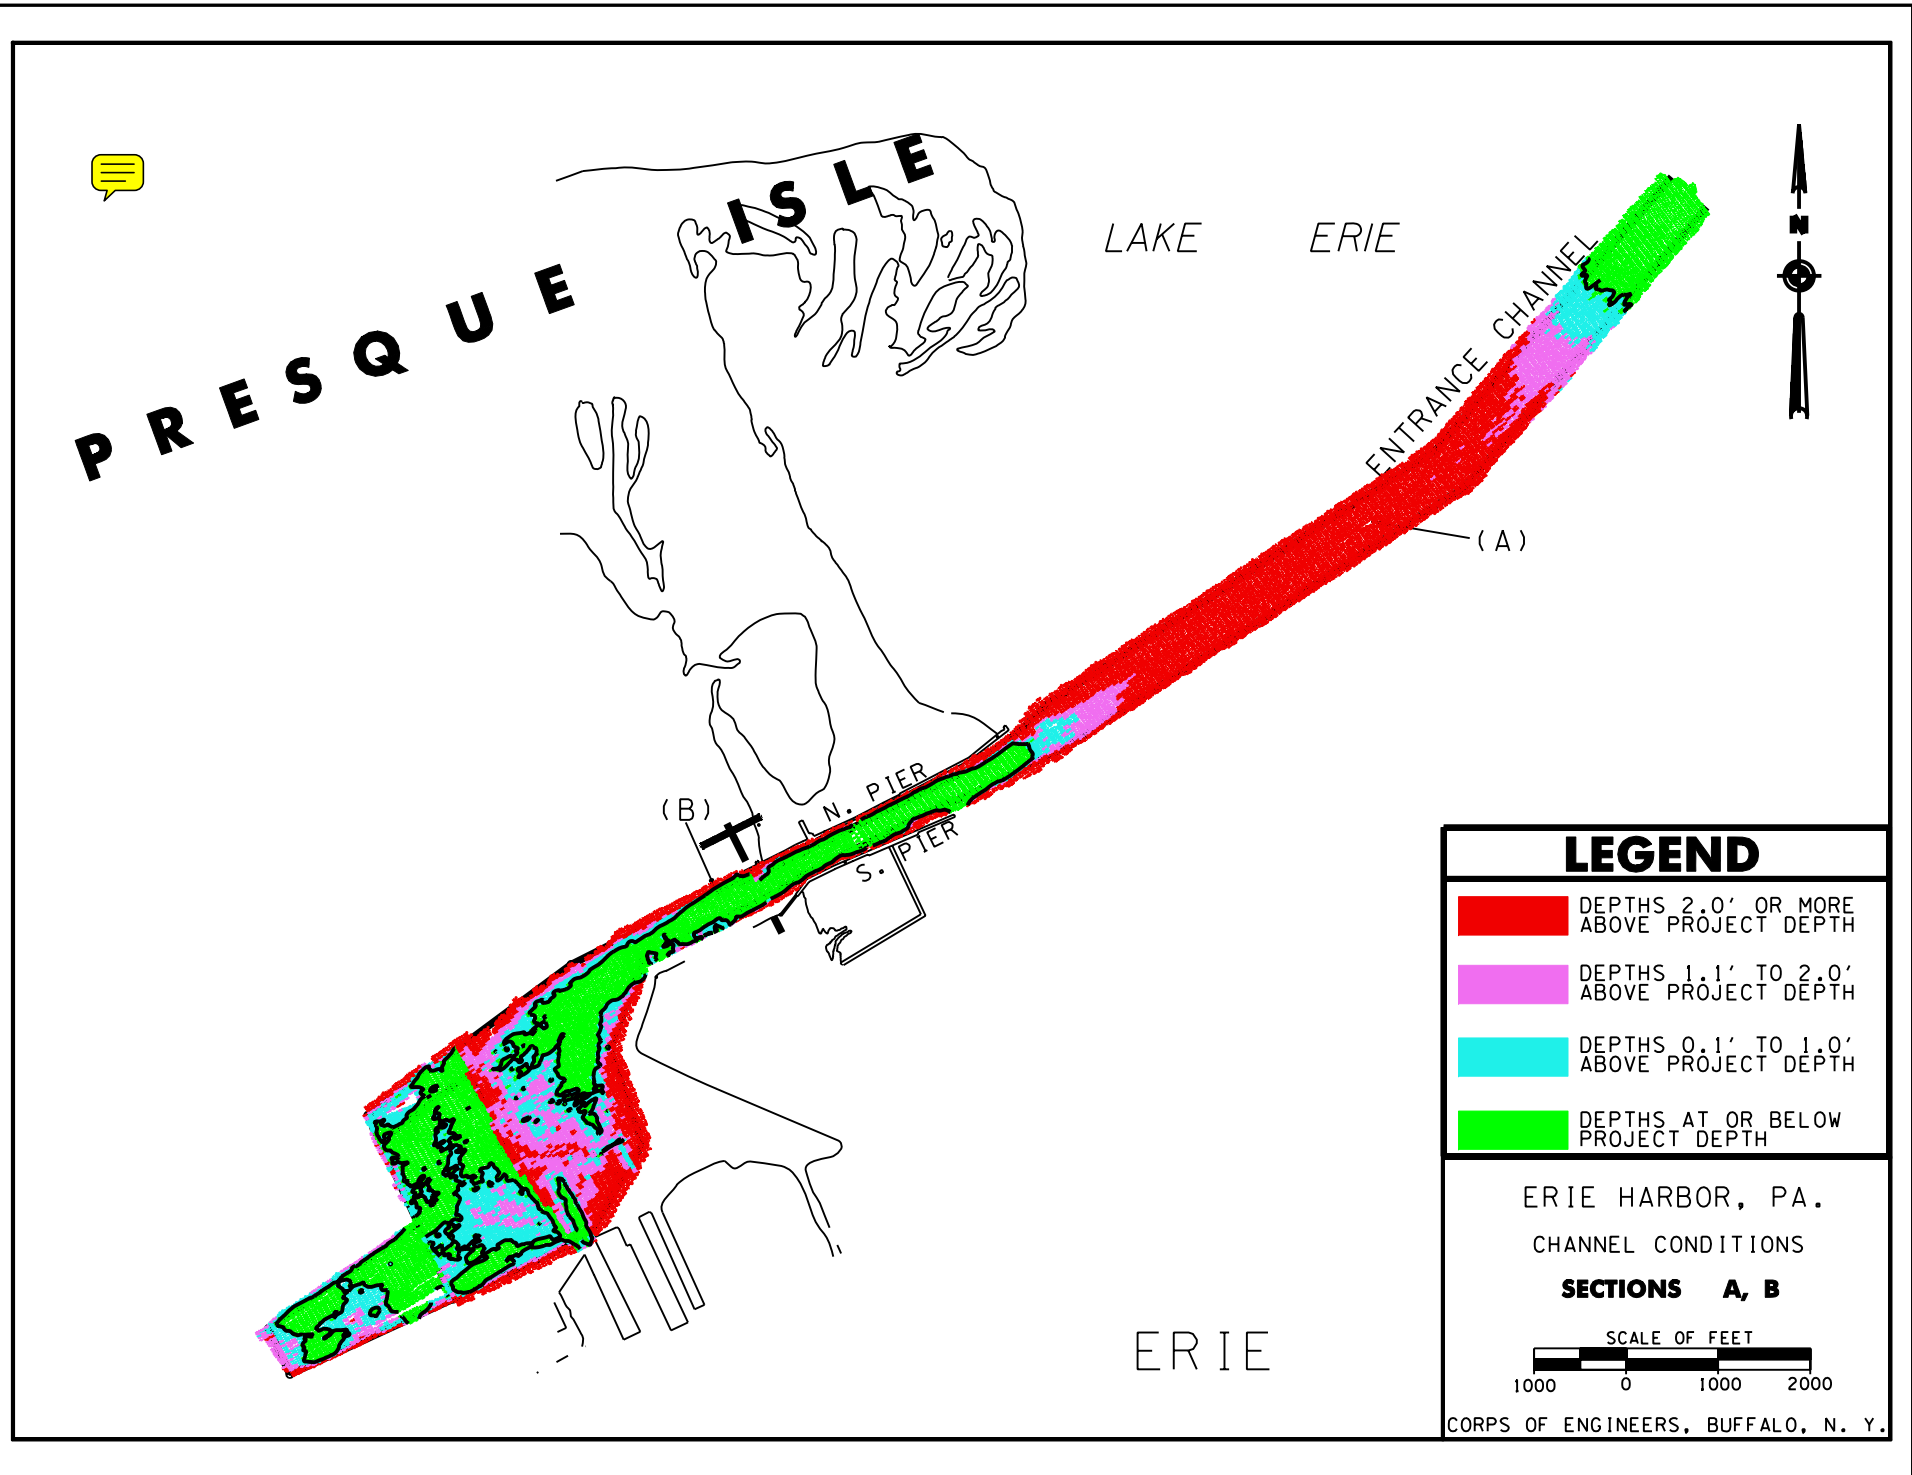 PRESQUE ISLE
LAKE ERIE
N
ENTRANCE CHANNEL
(A)
(B)
N. PIER
S. PIER
ERIE
LEGEND
DEPTHS 2.0' OR MORE
ABOVE PROJECT DEPTH
DEPTHS 1.1' TO 2.0'
ABOVE PROJECT DEPTH
DEPTHS 0.1' TO 1.0'
ABOVE PROJECT DEPTH
DEPTHS AT OR BELOW
PROJECT DEPTH
ERIE HARBOR, PA.
CHANNEL CONDITIONS
SECTIONS A, B
SCALE OF FEET
1000 0 1000 2000
CORPS OF ENGINEERS, BUFFALO, N. Y.